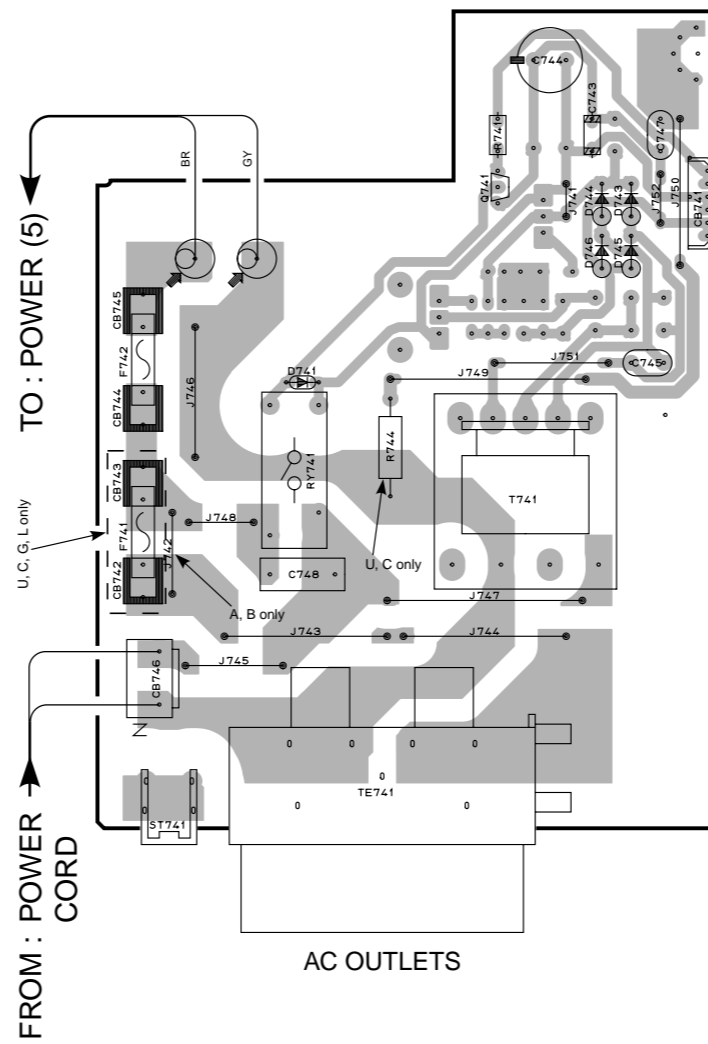 C744
C743
R741
C747
Q741
J741
D744
D743
J752
J750
CB741
D746
D745
BR
GY
TO : POWER (5)
CB745
F742
CB744
J746
D741
J751
C745
J749
R744
RY741
T741
CB743
F741
CB742
J742
J748
U, C, G, L only
U, C only
C748
A, B only
J747
J743
J744
J745
CB746
N
TE741
ST741
FROM : POWER
CORD
AC OUTLETS